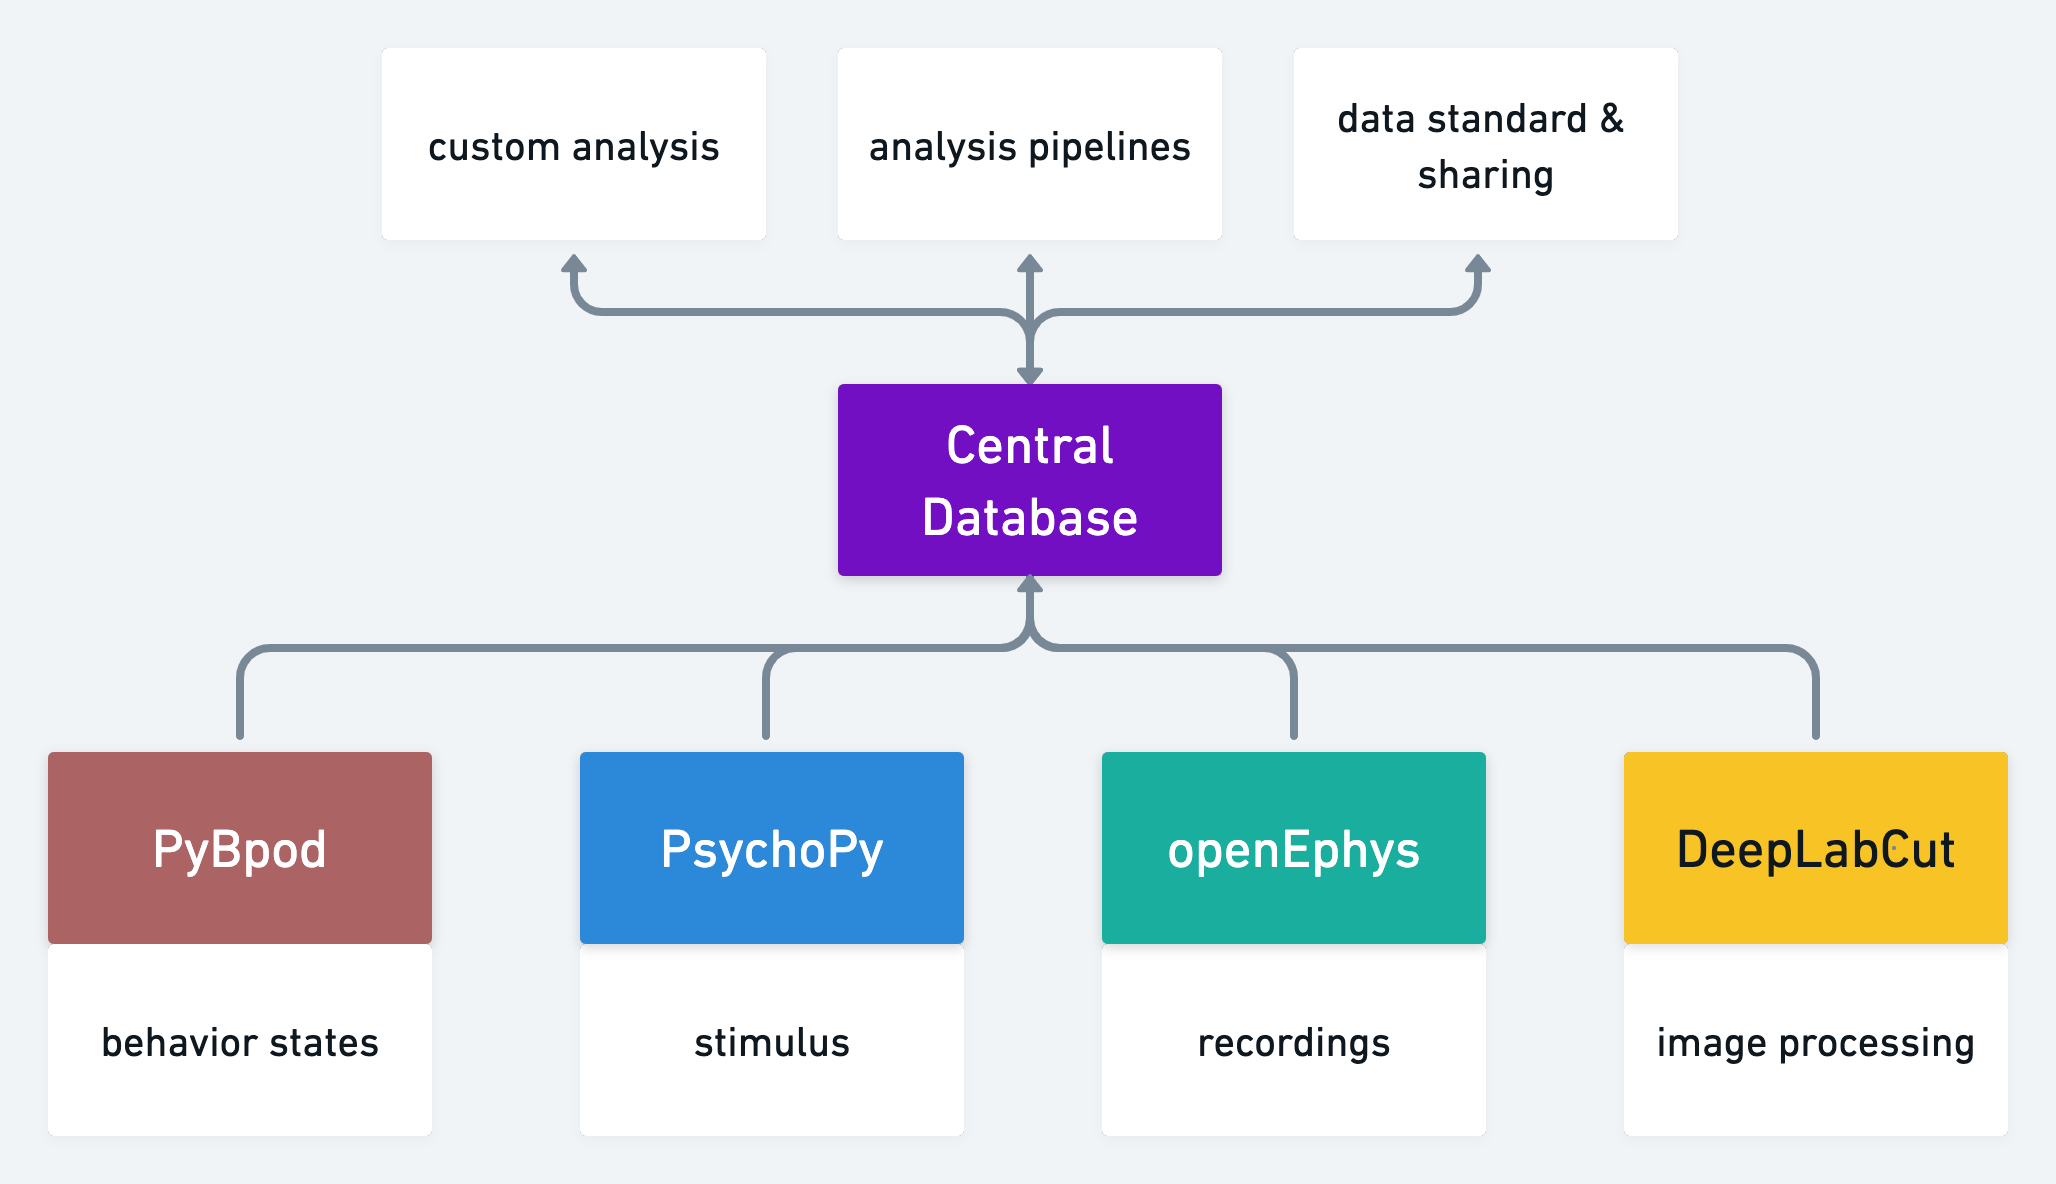 custom analysis
analysis pipelines
data standard &
sharing
Central
Database
PyBpod
PsychoPy
openEphys
DeepLabCut
behavior states
stimulus
recordings
image processing